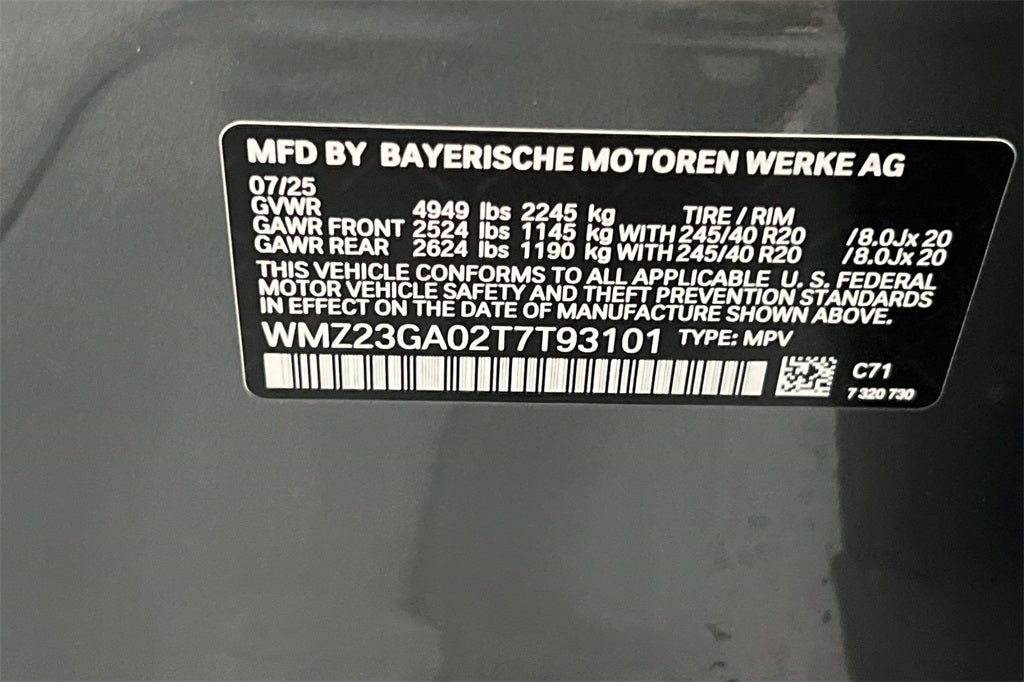 MFD BY BAYERISCHE MOTOREN WERKE AG
07/25
GVWR 4949 lbs 2245 kg TIRE / RIM
GAWR FRONT 2524 lbs 1145 kg WITH 245/40 R20 /8.0Jx 20
GAWR REAR 2624 lbs 1190 kg WITH 245/40 R20 /8.0Jx 20
THIS VEHICLE CONFORMS TO ALL APPLICABLE U. S. FEDERAL
MOTOR VEHICLE SAFETY AND THEFT PREVENTION STANDARDS
IN EFFECT ON THE DATE OF MANUFACTURE SHOWN ABOVE.
WMZ23GA02T7T93101 TYPE: MPV
C71
7 320 730